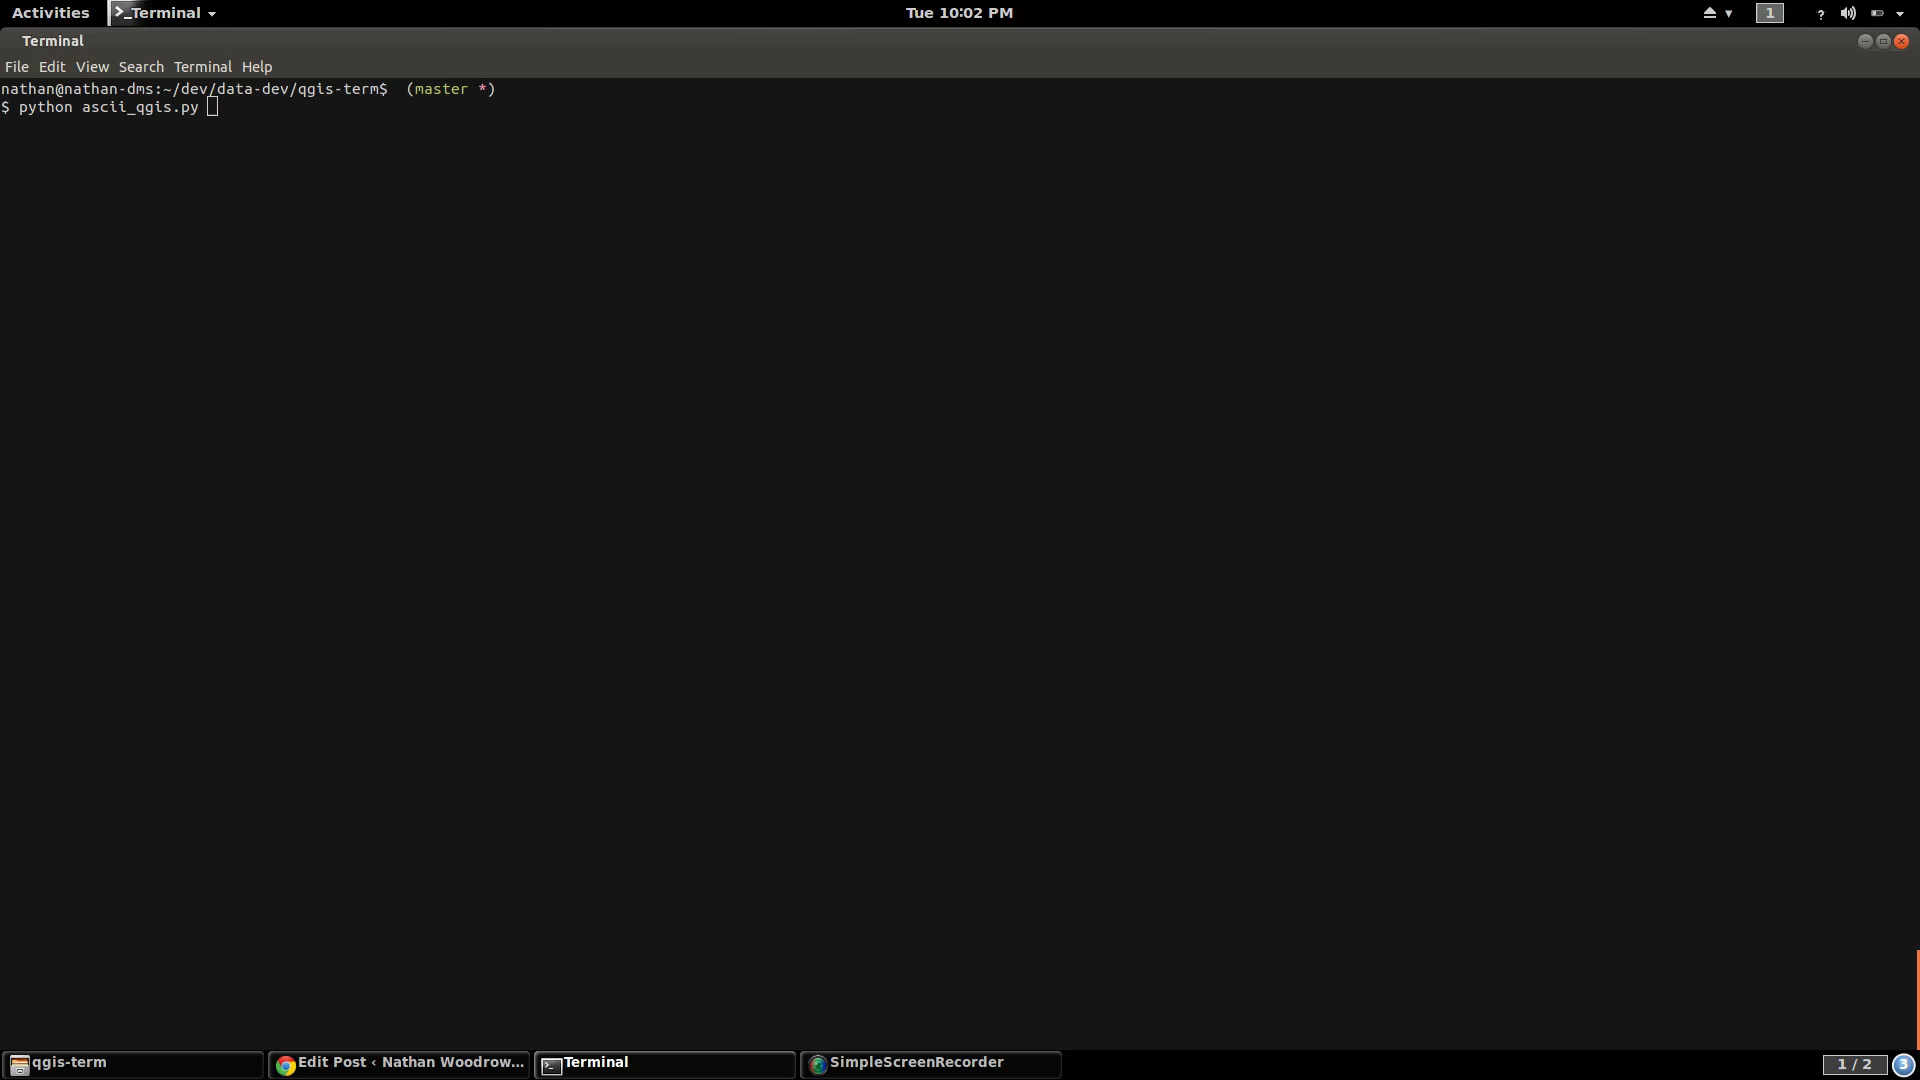 Activities Terminal Tue 10:02 PM 1 ?
Terminal
File Edit View Search Terminal Help
nathan@nathan-dms:~/dev/data-dev/qgis-term$  (master *)
$ python ascii_qgis.py
qgis-term Edit Post ‹ Nathan Woodrow... Terminal SimpleScreenRecorder 1 / 2 3